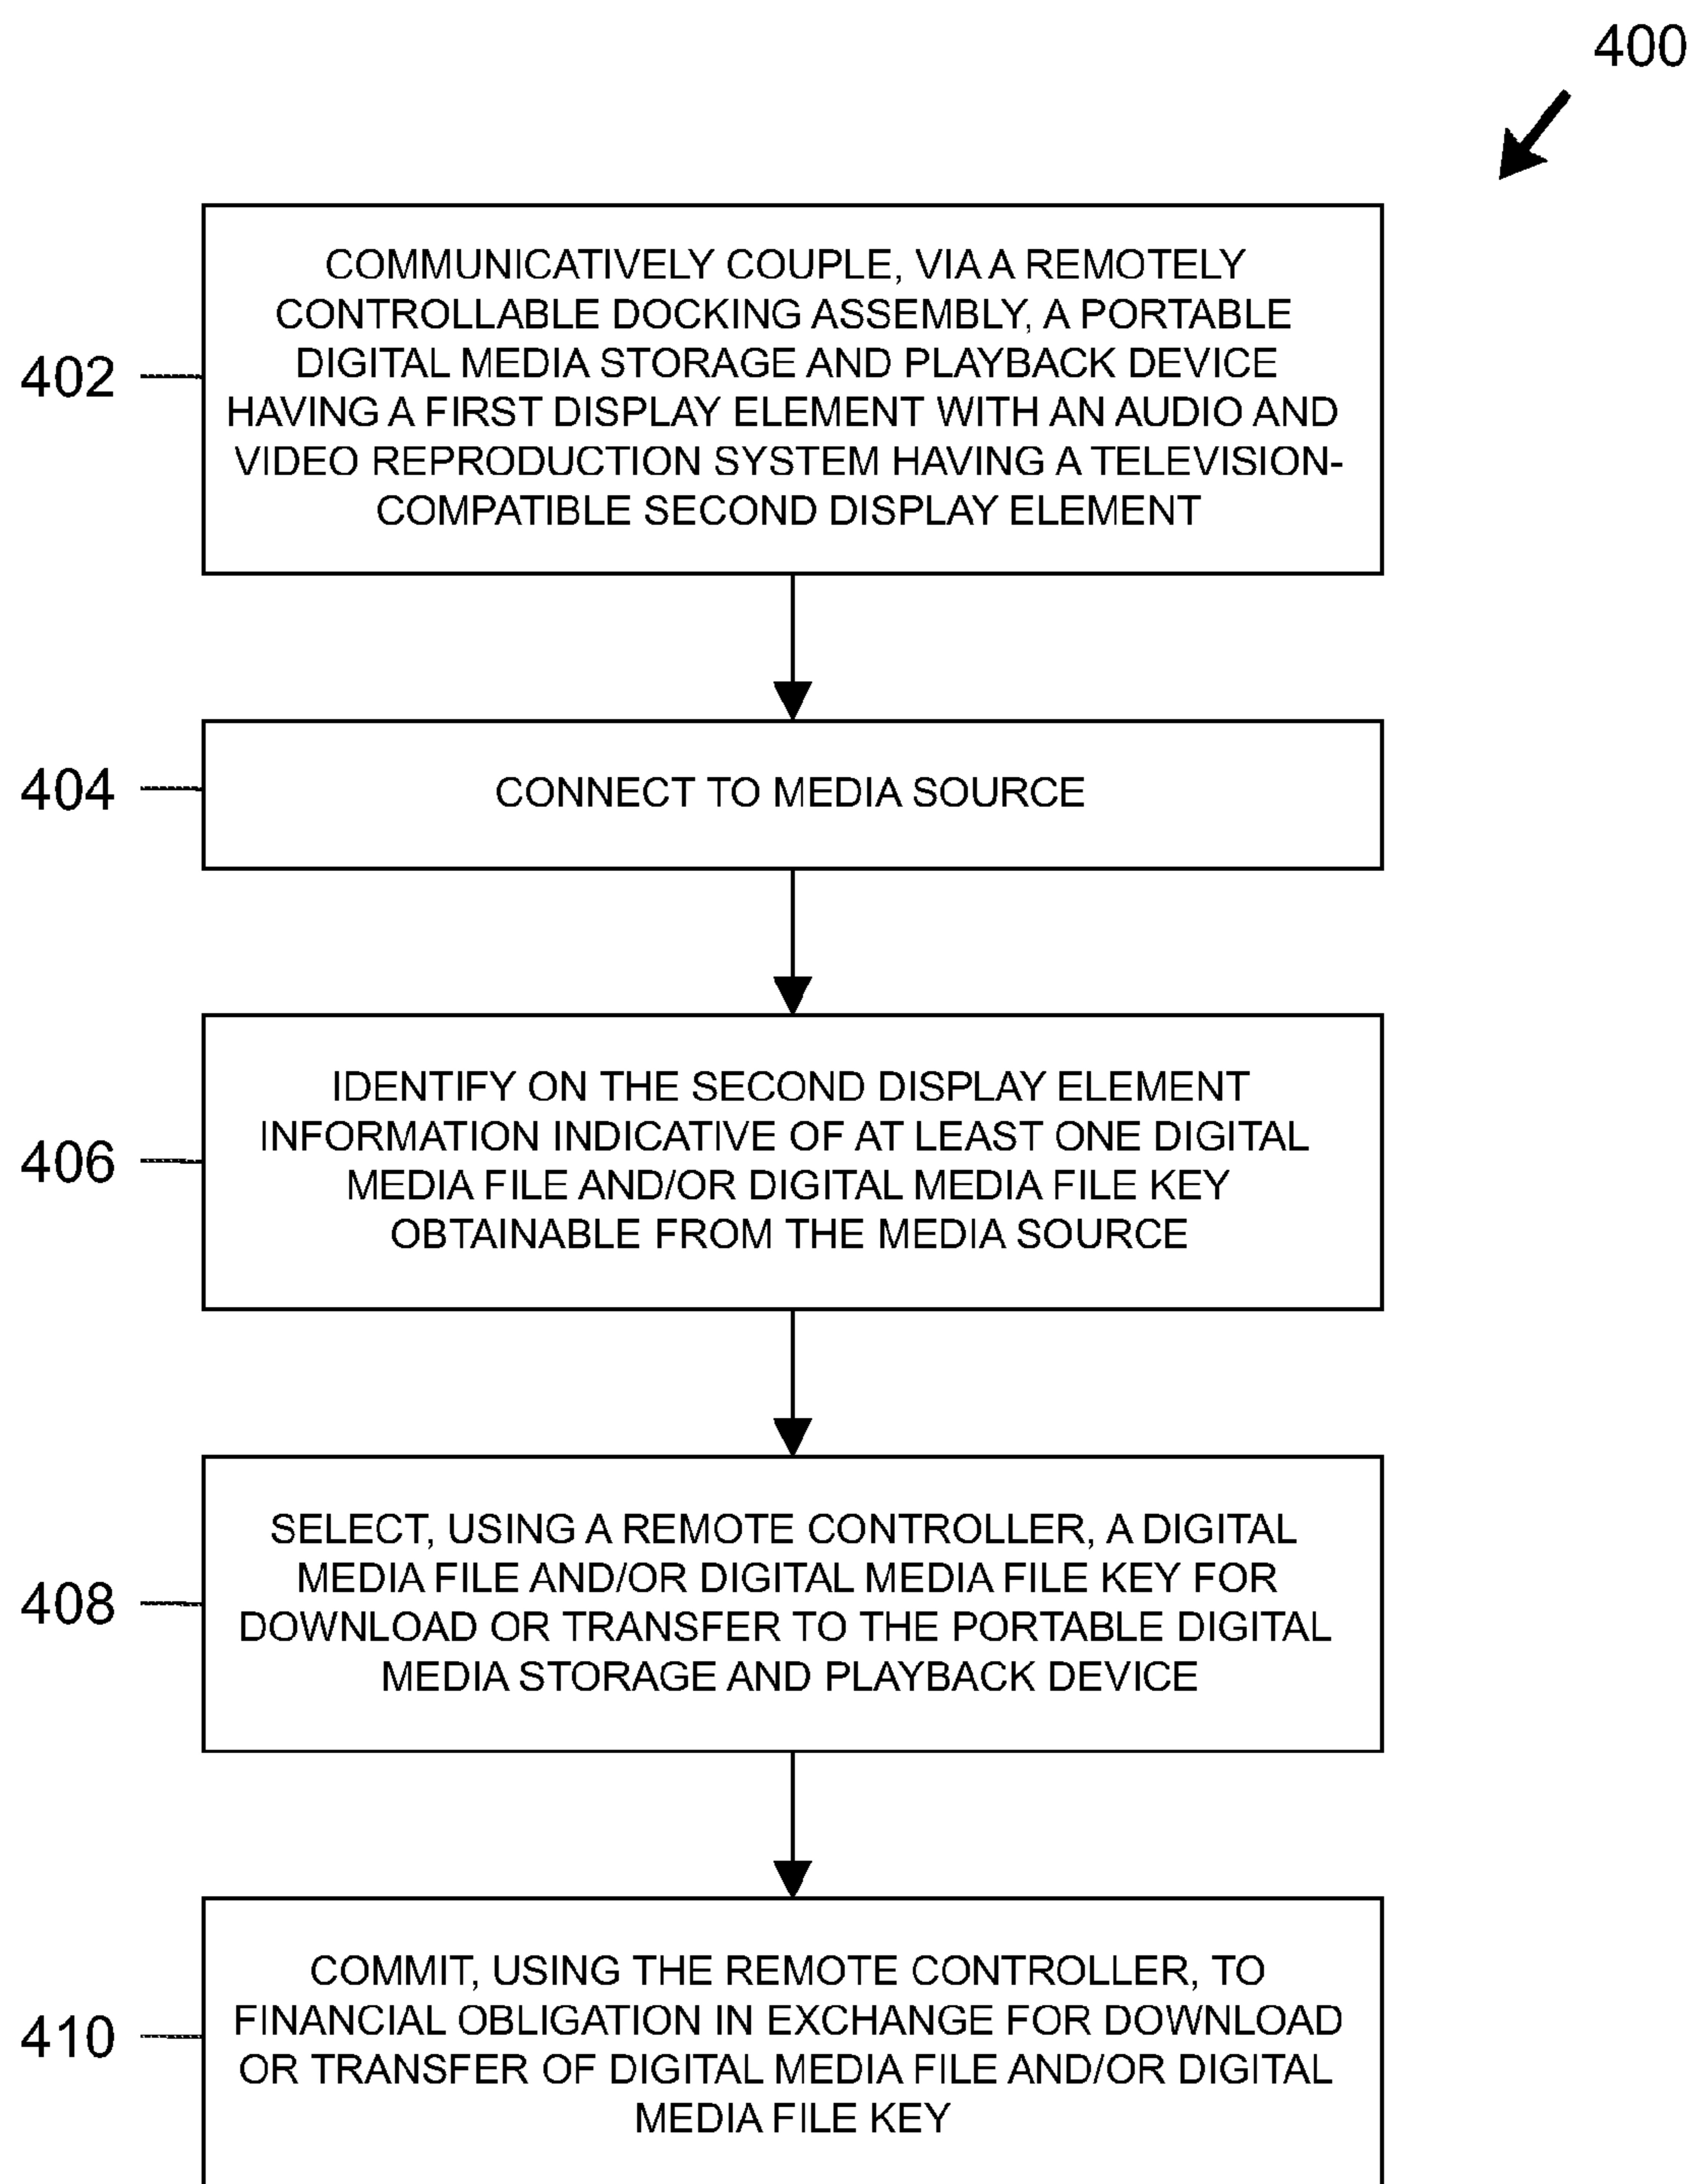 400
402
COMMUNICATIVELY COUPLE, VIA A REMOTELY
CONTROLLABLE DOCKING ASSEMBLY, A PORTABLE
DIGITAL MEDIA STORAGE AND PLAYBACK DEVICE
HAVING A FIRST DISPLAY ELEMENT WITH AN AUDIO AND
VIDEO REPRODUCTION SYSTEM HAVING A TELEVISION-
COMPATIBLE SECOND DISPLAY ELEMENT
404
CONNECT TO MEDIA SOURCE
406
IDENTIFY ON THE SECOND DISPLAY ELEMENT
INFORMATION INDICATIVE OF AT LEAST ONE DIGITAL
MEDIA FILE AND/OR DIGITAL MEDIA FILE KEY
OBTAINABLE FROM THE MEDIA SOURCE
408
SELECT, USING A REMOTE CONTROLLER, A DIGITAL
MEDIA FILE AND/OR DIGITAL MEDIA FILE KEY FOR
DOWNLOAD OR TRANSFER TO THE PORTABLE DIGITAL
MEDIA STORAGE AND PLAYBACK DEVICE
410
COMMIT, USING THE REMOTE CONTROLLER, TO
FINANCIAL OBLIGATION IN EXCHANGE FOR DOWNLOAD
OR TRANSFER OF DIGITAL MEDIA FILE AND/OR DIGITAL
MEDIA FILE KEY